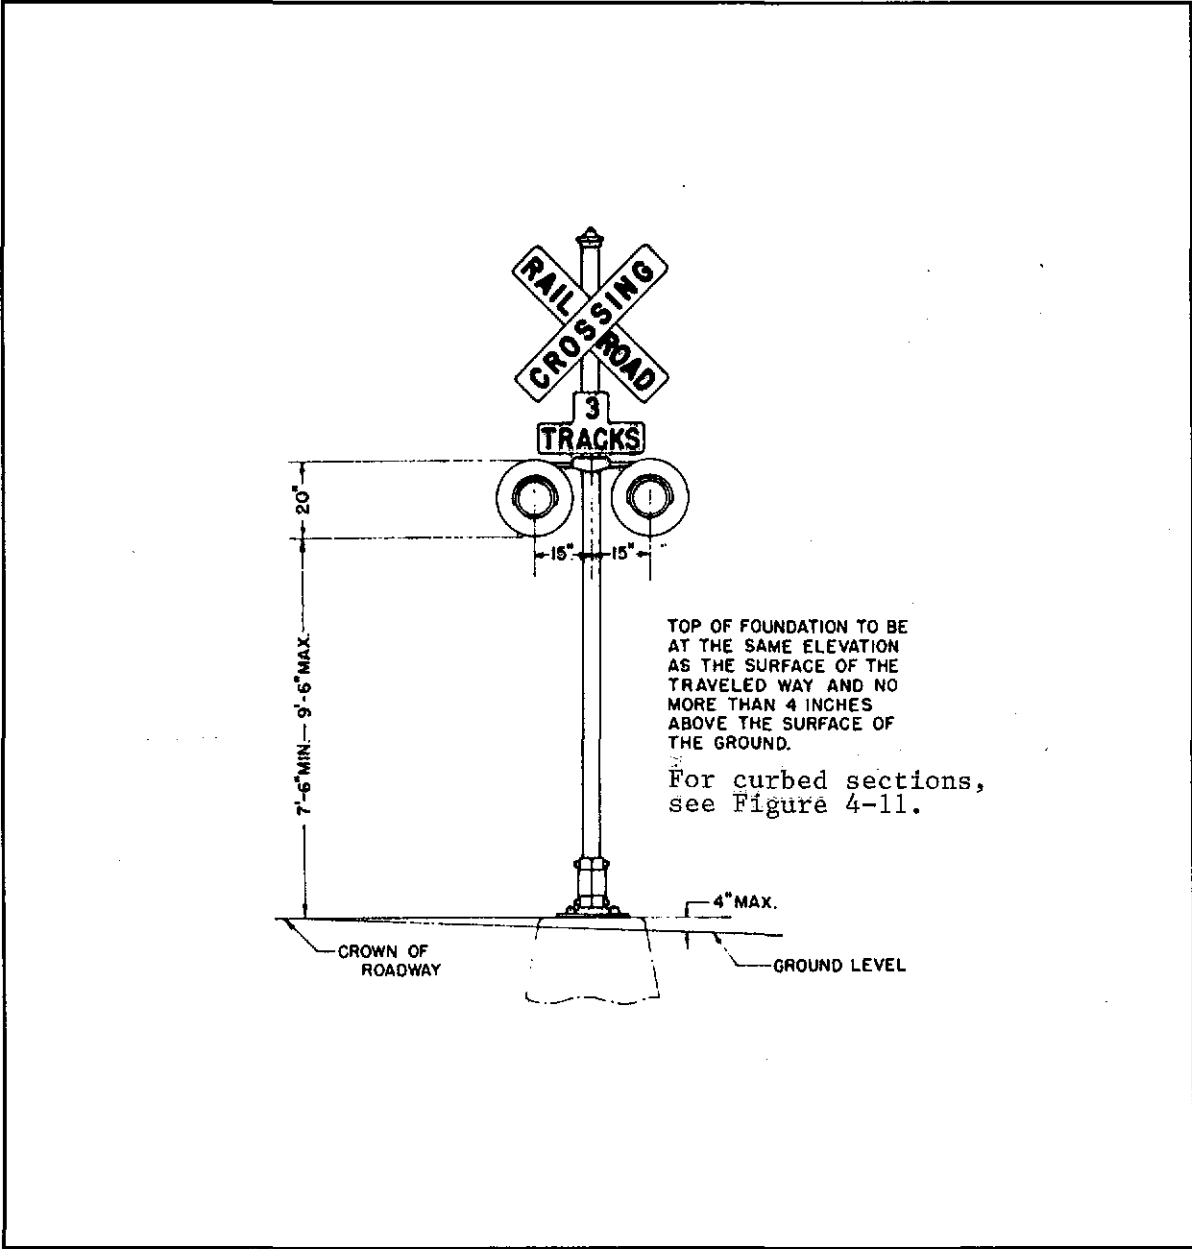 RAIL ROAD
CROSSING
3
TRACKS
20"
15" 15"
7'-6" MIN. - 9'-6" MAX.
TOP OF FOUNDATION TO BE
AT THE SAME ELEVATION
AS THE SURFACE OF THE
TRAVELED WAY AND NO
MORE THAN 4 INCHES
ABOVE THE SURFACE OF
THE GROUND.
For curbed sections,
see Figure 4-11.
4" MAX.
CROWN OF
ROADWAY
GROUND LEVEL